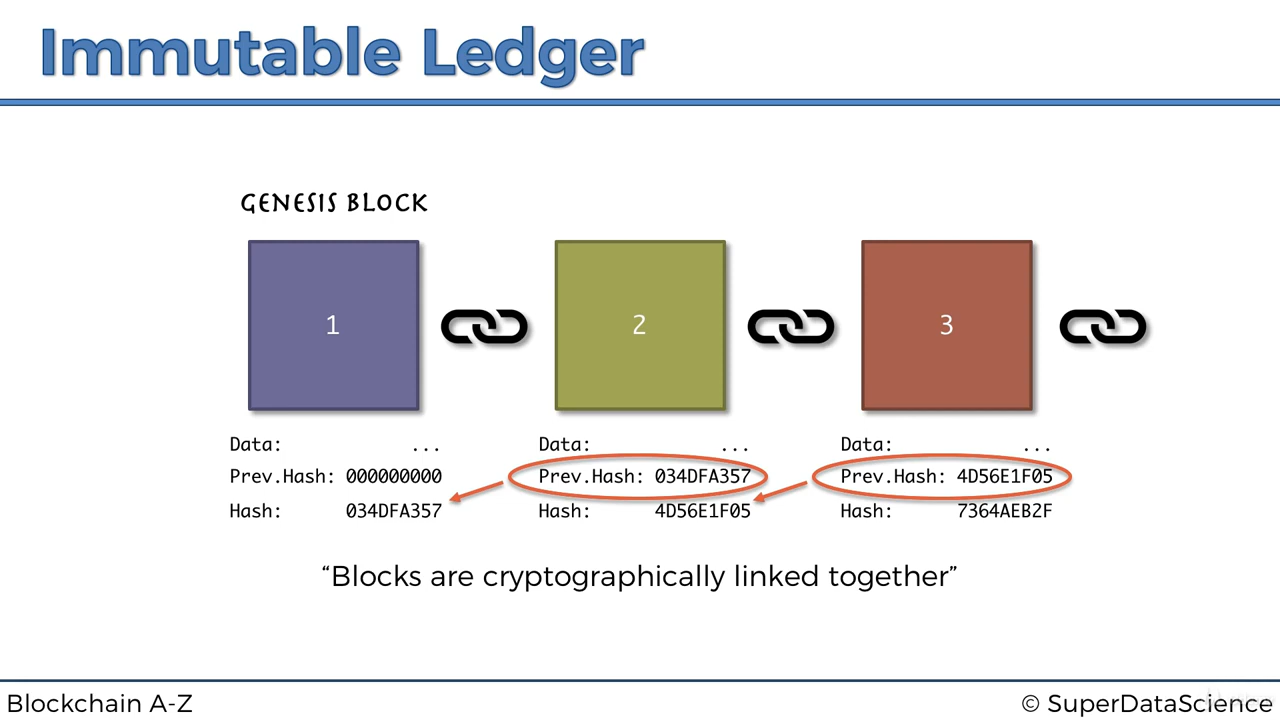 Immutable Ledger
GENESIS BLOCK
1
2
3
Data: ...
Prev.Hash: 000000000
Hash: 034DFA357
Data: ...
Prev.Hash: 034DFA357
Hash: 4D56E1F05
Data: ...
Prev.Hash: 4D56E1F05
Hash: 7364AEB2F
“Blocks are cryptographically linked together”
Blockchain A-Z
© SuperDataScience